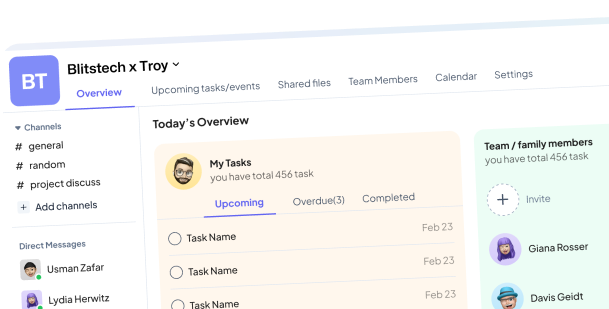 BT
Blitstech x Troy
Overview
Upcoming tasks/events
Shared files
Team Members
Calendar
Settings
Channels
# general
# random
# project discuss
+ Add channels
Direct Messages
Usman Zafar
Lydia Herwitz
Today's Overview
My Tasks
you have total 456 task
Upcoming
Overdue(3)
Completed
Task Name
Feb 23
Task Name
Feb 23
Task Name
Feb 23
Team / family members
you have total 456 task
+ Invite
Giana Rosser
Davis Geidt